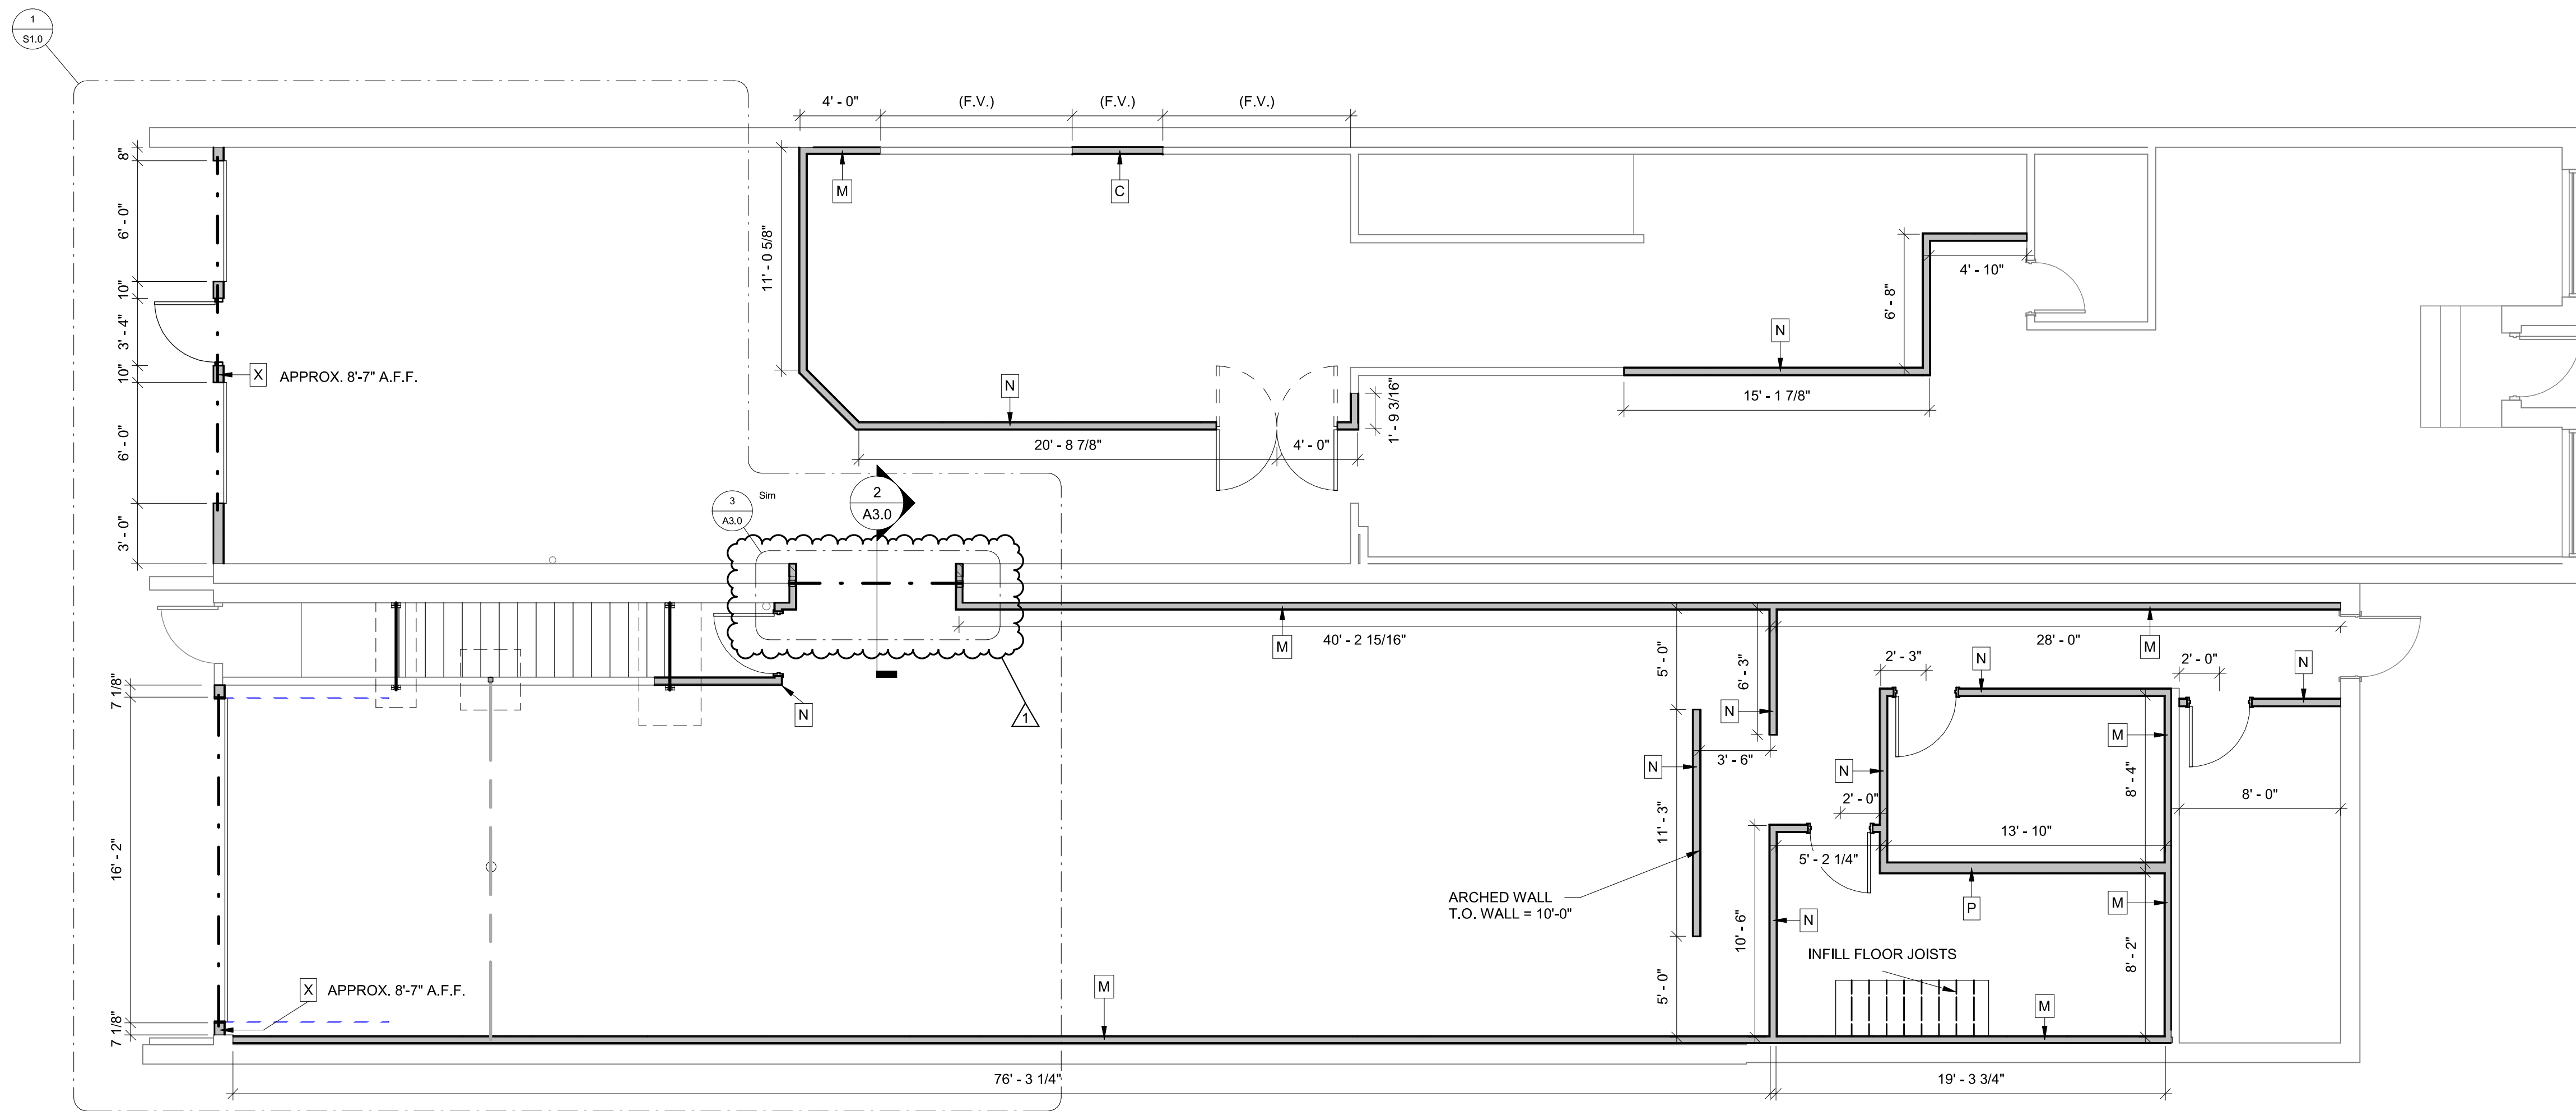 1
S1.0
4' - 0"
(F.V.)
(F.V.)
(F.V.)
8"
6' - 0"
10"
3' - 4"
10"
6' - 0"
3' - 0"
M
C
11' - 0 5/8"
6' - 8"
4' - 10"
N
X APPROX. 8'-7" A.F.F.
N
15' - 1 7/8"
1' - 9 3/16"
20' - 8 7/8"
4' - 0"
3
A3.0
Sim
2
A3.0
M
40' - 2 15/16"
28' - 0"
M
5' - 0"
6' - 3"
2' - 3"
N
2' - 0"
N
7 1/8"
N
1
N
M
3' - 6"
N
N
8' - 4"
2' - 0"
8' - 0"
16' - 2"
11' - 3"
13' - 10"
5' - 2 1/4"
ARCHED WALL
T.O. WALL = 10'-0"
P
M
N
10' - 6"
8' - 2"
INFILL FLOOR JOISTS
5' - 0"
X APPROX. 8'-7" A.F.F.
M
M
7 1/8"
76' - 3 1/4"
19' - 3 3/4"